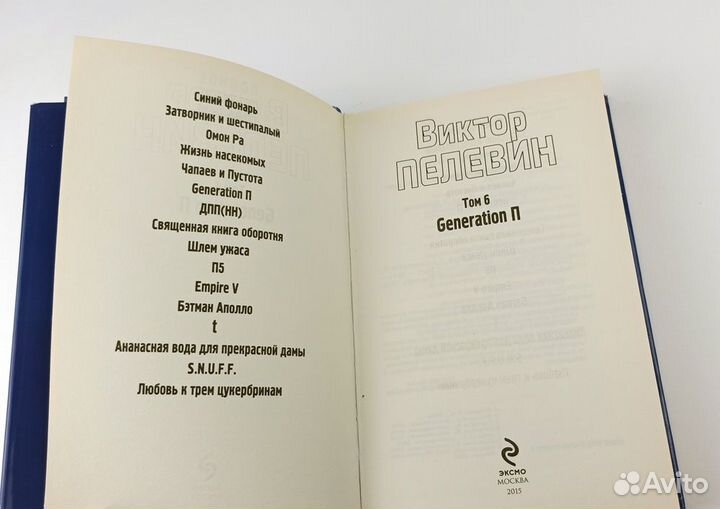 Синий фонарь
Затворник и шестипалый
Омон Ра
Жизнь насекомых
Чапаев и Пустота
Generation П
ДПП(НН)
Священная книга оборотня
Шлем ужаса
П5
Empire V
Бэтман Аполло
t
Ананасная вода для прекрасной дамы
S.N.U.F.F.
Любовь к трем цукербринам
Виктор
ПЕЛЕВИН
Том 6
Generation П
ЭКСМО
МОСКВА
2015
Avito